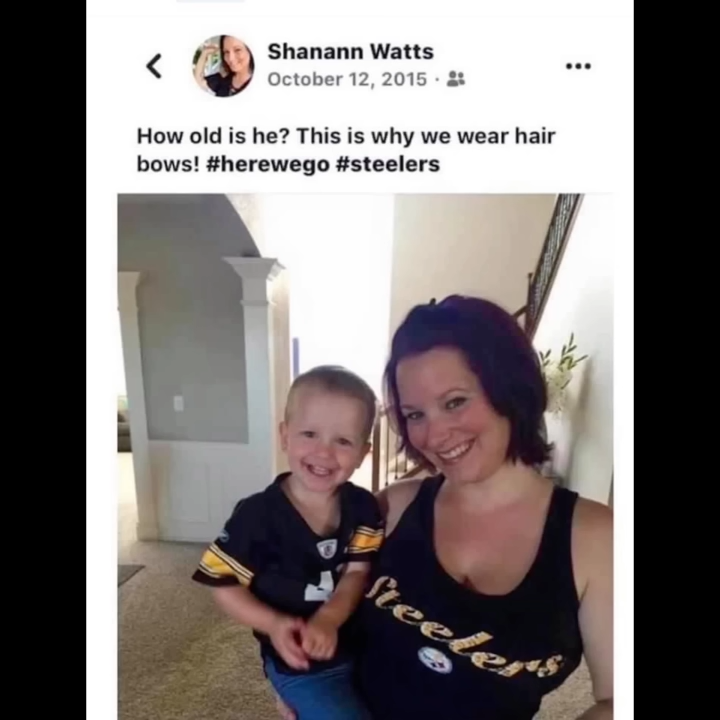 Shanann Watts
October 12, 2015 ·
How old is he? This is why we wear hair
bows! #herewego #steelers
Steelers